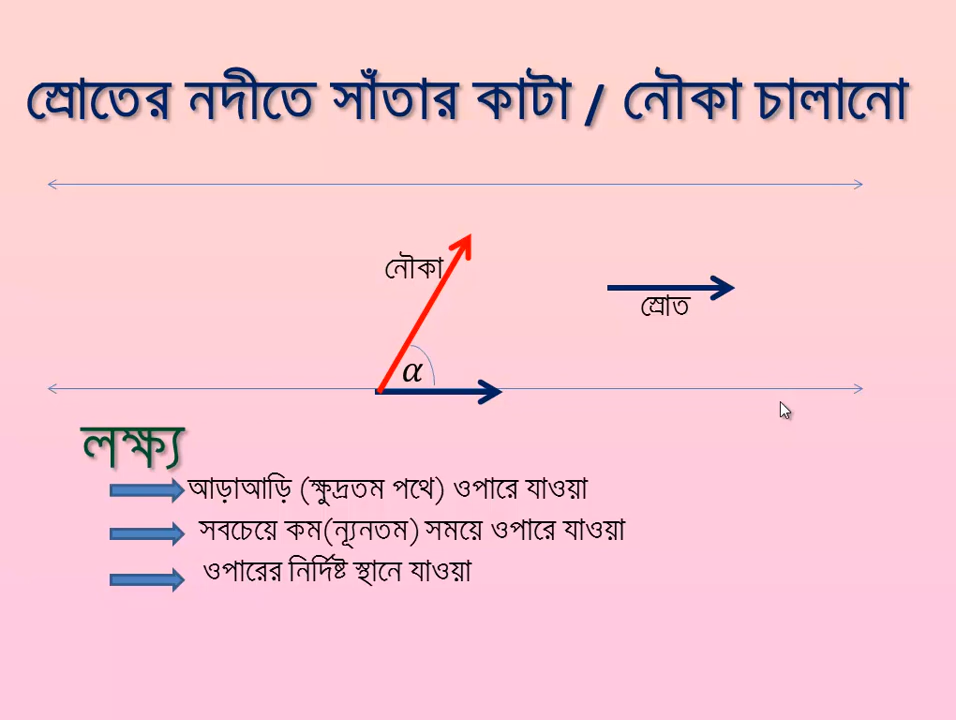 স্রোতের নদীতে সাঁতার কাটা / নৌকা চালানো
নৌকা
স্রোত
α
লক্ষ্য
আড়াআড়ি (ক্ষুদ্রতম পথে) ওপারে যাওয়া
সবচেয়ে কম(ন্যূনতম) সময়ে ওপারে যাওয়া
ওপারের নির্দিষ্ট স্থানে যাওয়া